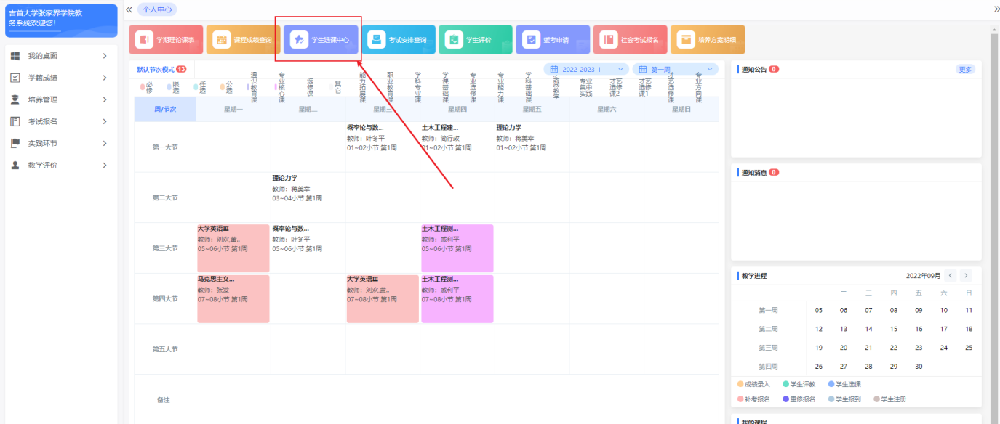 吉首大学张家界学院教
务系统欢迎您！
个人中心
我的桌面
学籍成绩
培养管理
考试报名
实践环节
教学评价
学期理论课表
课程成绩查询
学生选课中心
考试安排查询
学生评价
缓考申请
社会考试报名
培养方案明细
默认节次模式 13
2022-2023-1
第一周
必修
限选
任选
公选
通识教育课
专业核心课
选修课
其它
能力拓展课
职业教育课
学科专业课
学课基础课
专业选修课
专业能力课
学科基础课
实践教学
专业集中实践
才艺选修课2
才艺选修课1
才艺选修课
专业方向课
周/节次
星期一
星期二
星期三
星期四
星期五
星期六
星期日
第一大节
概率论与数...
教师：叶冬平
01~02小节 第1周
土木工程建...
教师：简行政
01~02小节 第1周
理论力学
教师：蒋美幸
01~02小节 第1周
第二大节
理论力学
教师：蒋美幸
03~04小节 第1周
第三大节
大学英语Ⅲ
教师：刘欢,黄..
05~06小节 第1周
概率论与数...
教师：叶冬平
05~06小节 第1周
土木工程测...
教师：戚利平
05~06小节 第1周
第四大节
马克思主义...
教师：张发
07~08小节 第1周
大学英语Ⅲ
教师：刘欢,黄..
07~08小节 第1周
土木工程测...
教师：戚利平
07~08小节 第1周
第五大节
备注
通知公告 0
更多
通知消息 0
教学进程
2022年09月
一 二 三 四 五 六 日
第一周 05 06 07 08 09 10 11
第二周 12 13 14 15 16 17 18
第三周 19 20 21 22 23 24 25
第四周 26 27 28 29 30
成绩录入 学生评教 学生选课
补考报名 重修报名 学生报到 学生注册
我的课程